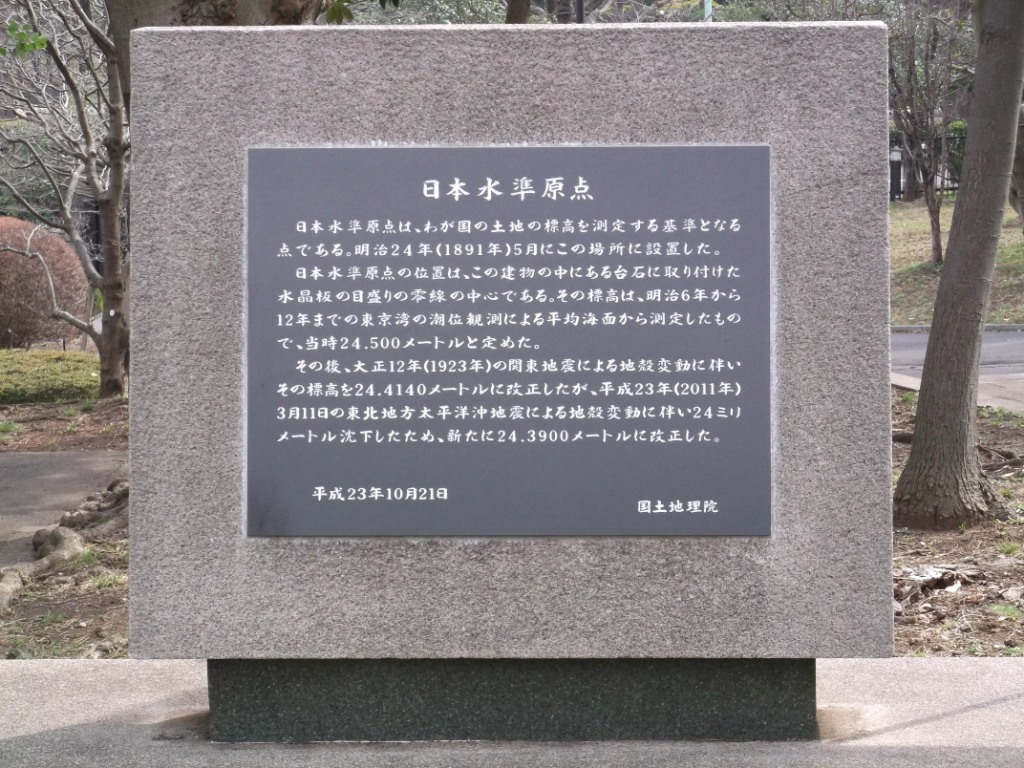 日本水準原点
日本水準原点は、わが国の土地の標高を測定する基準となる
点である。明治24年(1891年)5月にこの場所に設置した。
日本水準原点の位置は、この建物の中にある台石に取り付けた
水晶板の目盛りの零線の中心である。その標高は、明治6年から
12年までの東京湾の潮位観測による平均海面から測定したもの
で、当時24.500メートルと定めた。
その後、大正12年(1923年)の関東地震による地殻変動に伴い
その標高を24.4140メートルに改正したが、平成23年(2011年)
3月11日の東北地方太平洋沖地震による地殻変動に伴い24ミリ
メートル沈下したため、新たに24.3900メートルに改正した。
平成23年10月21日
国土地理院